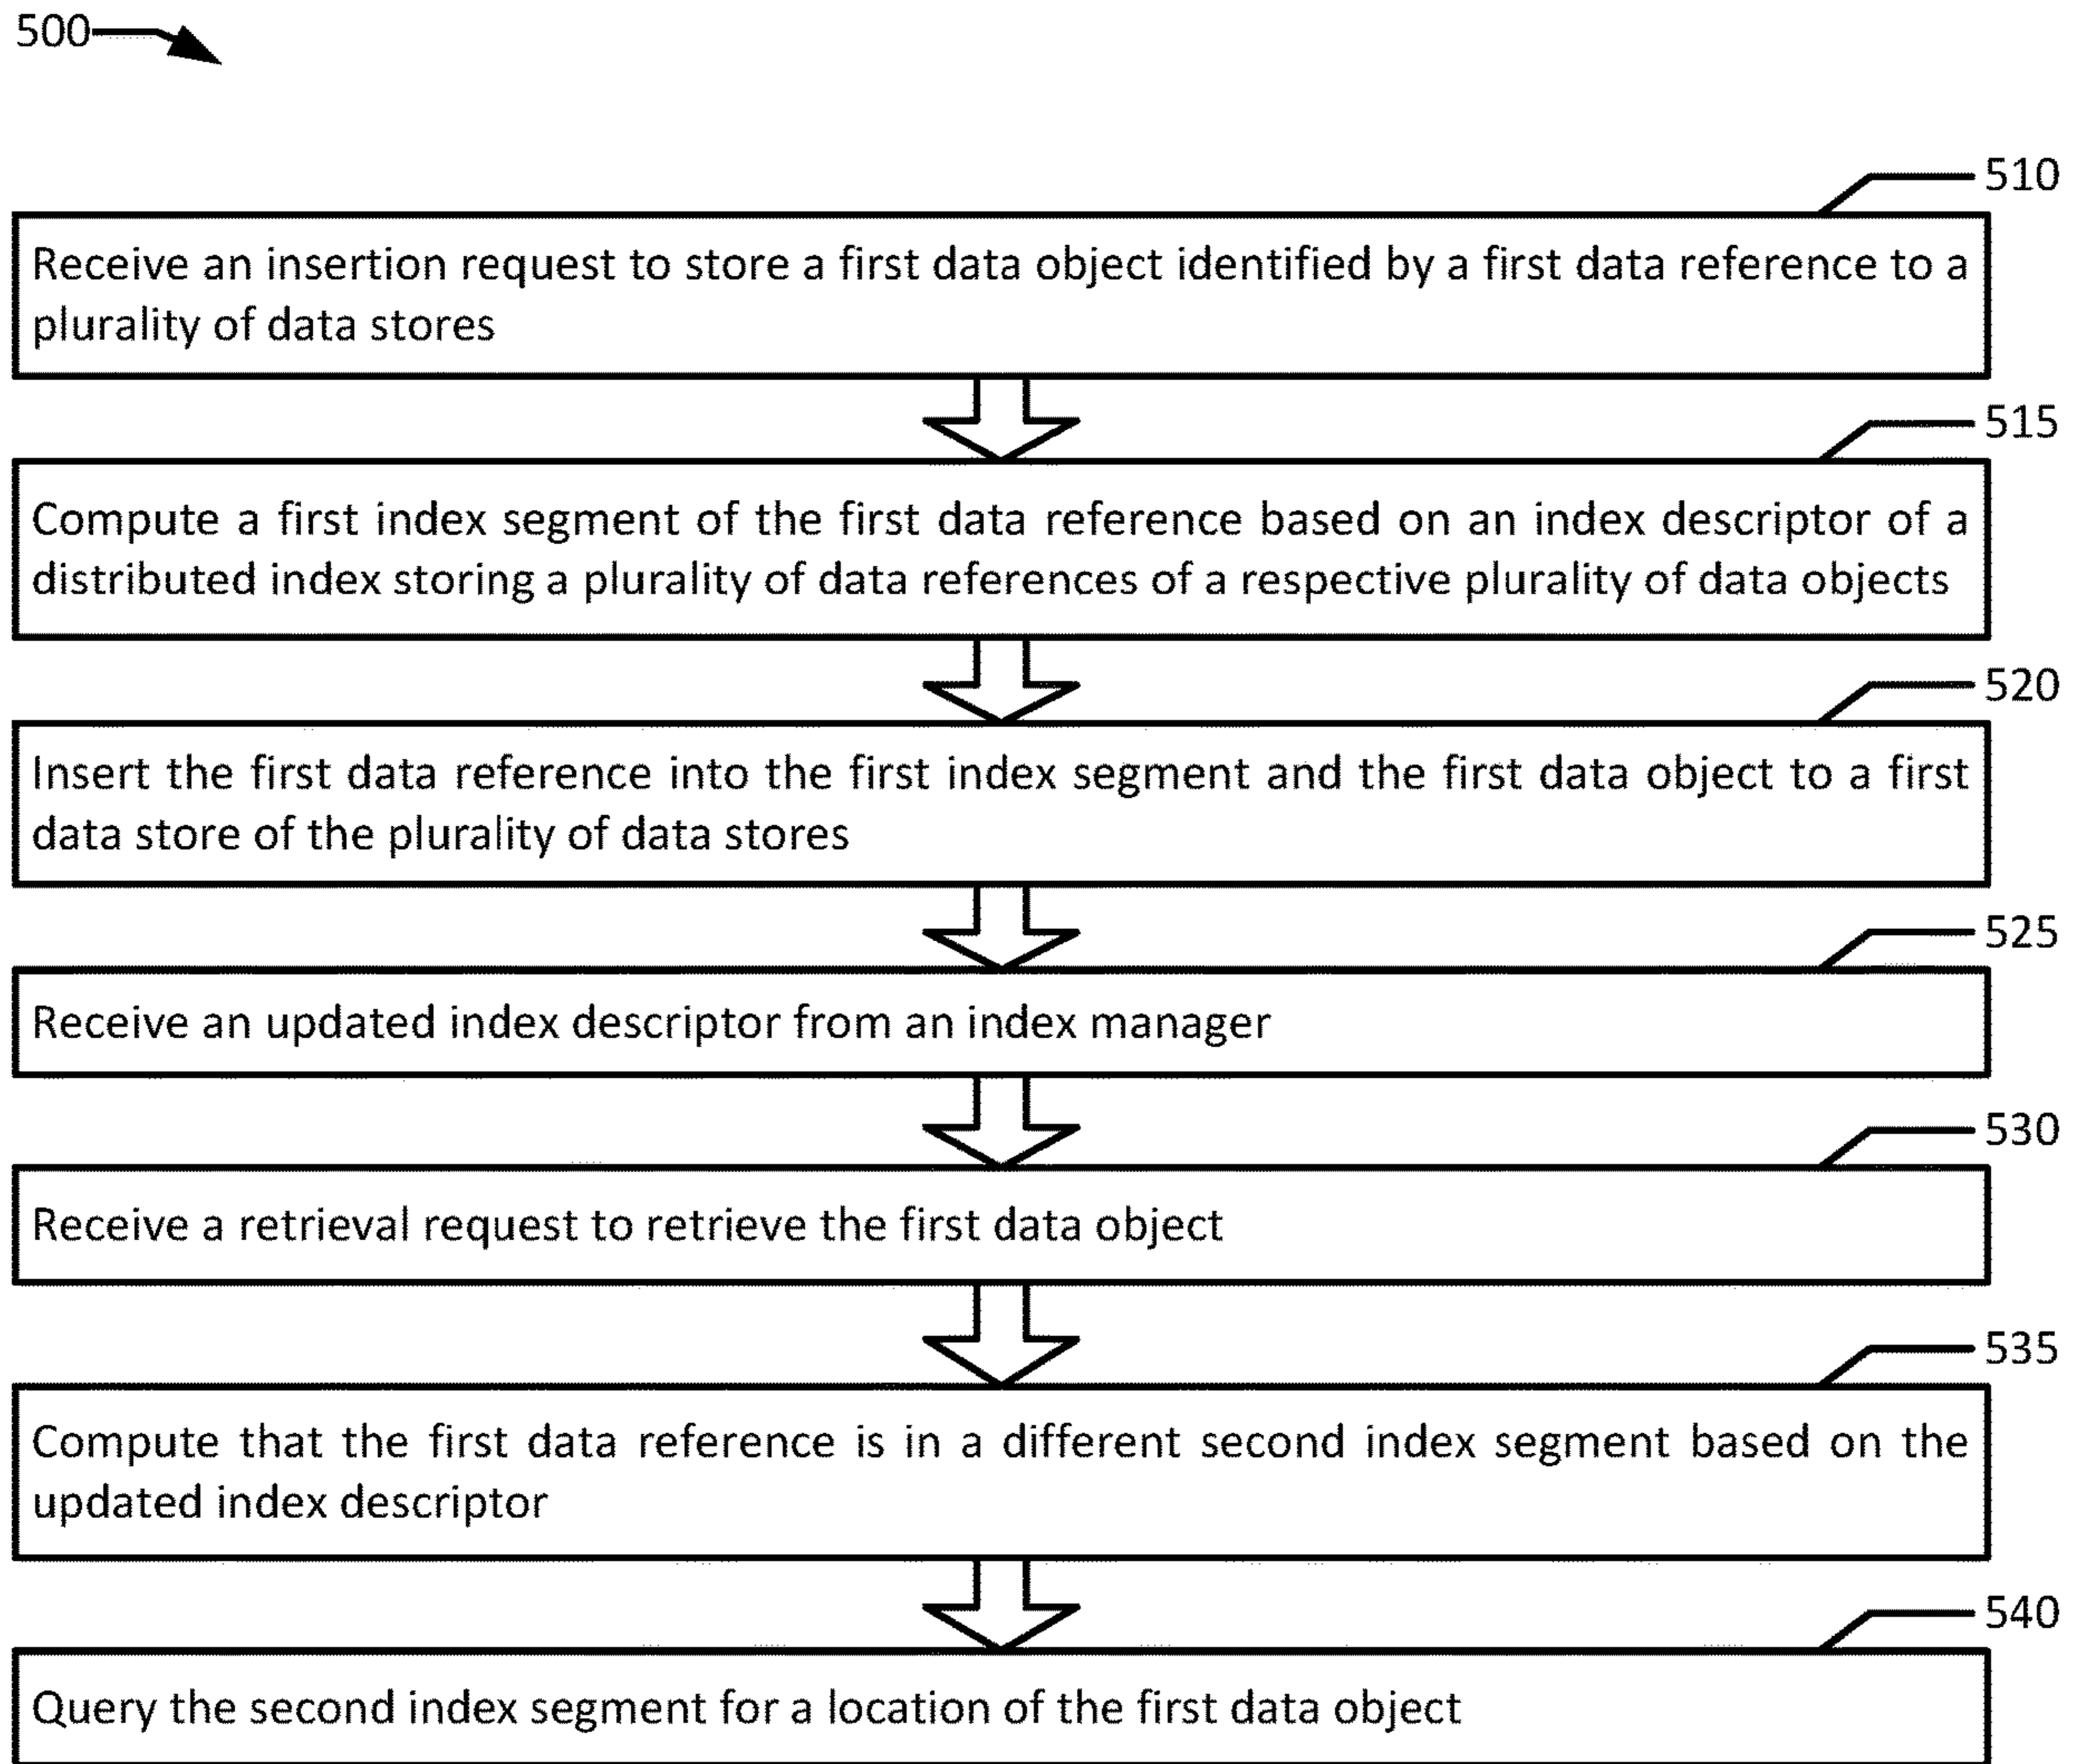 500
510
Receive an insertion request to store a first data object identified by a first data reference to a
plurality of data stores
515
Compute a first index segment of the first data reference based on an index descriptor of a
distributed index storing a plurality of data references of a respective plurality of data objects
520
Insert the first data reference into the first index segment and the first data object to a first
data store of the plurality of data stores
525
Receive an updated index descriptor from an index manager
530
Receive a retrieval request to retrieve the first data object
535
Compute that the first data reference is in a different second index segment based on the
updated index descriptor
540
Query the second index segment for a location of the first data object